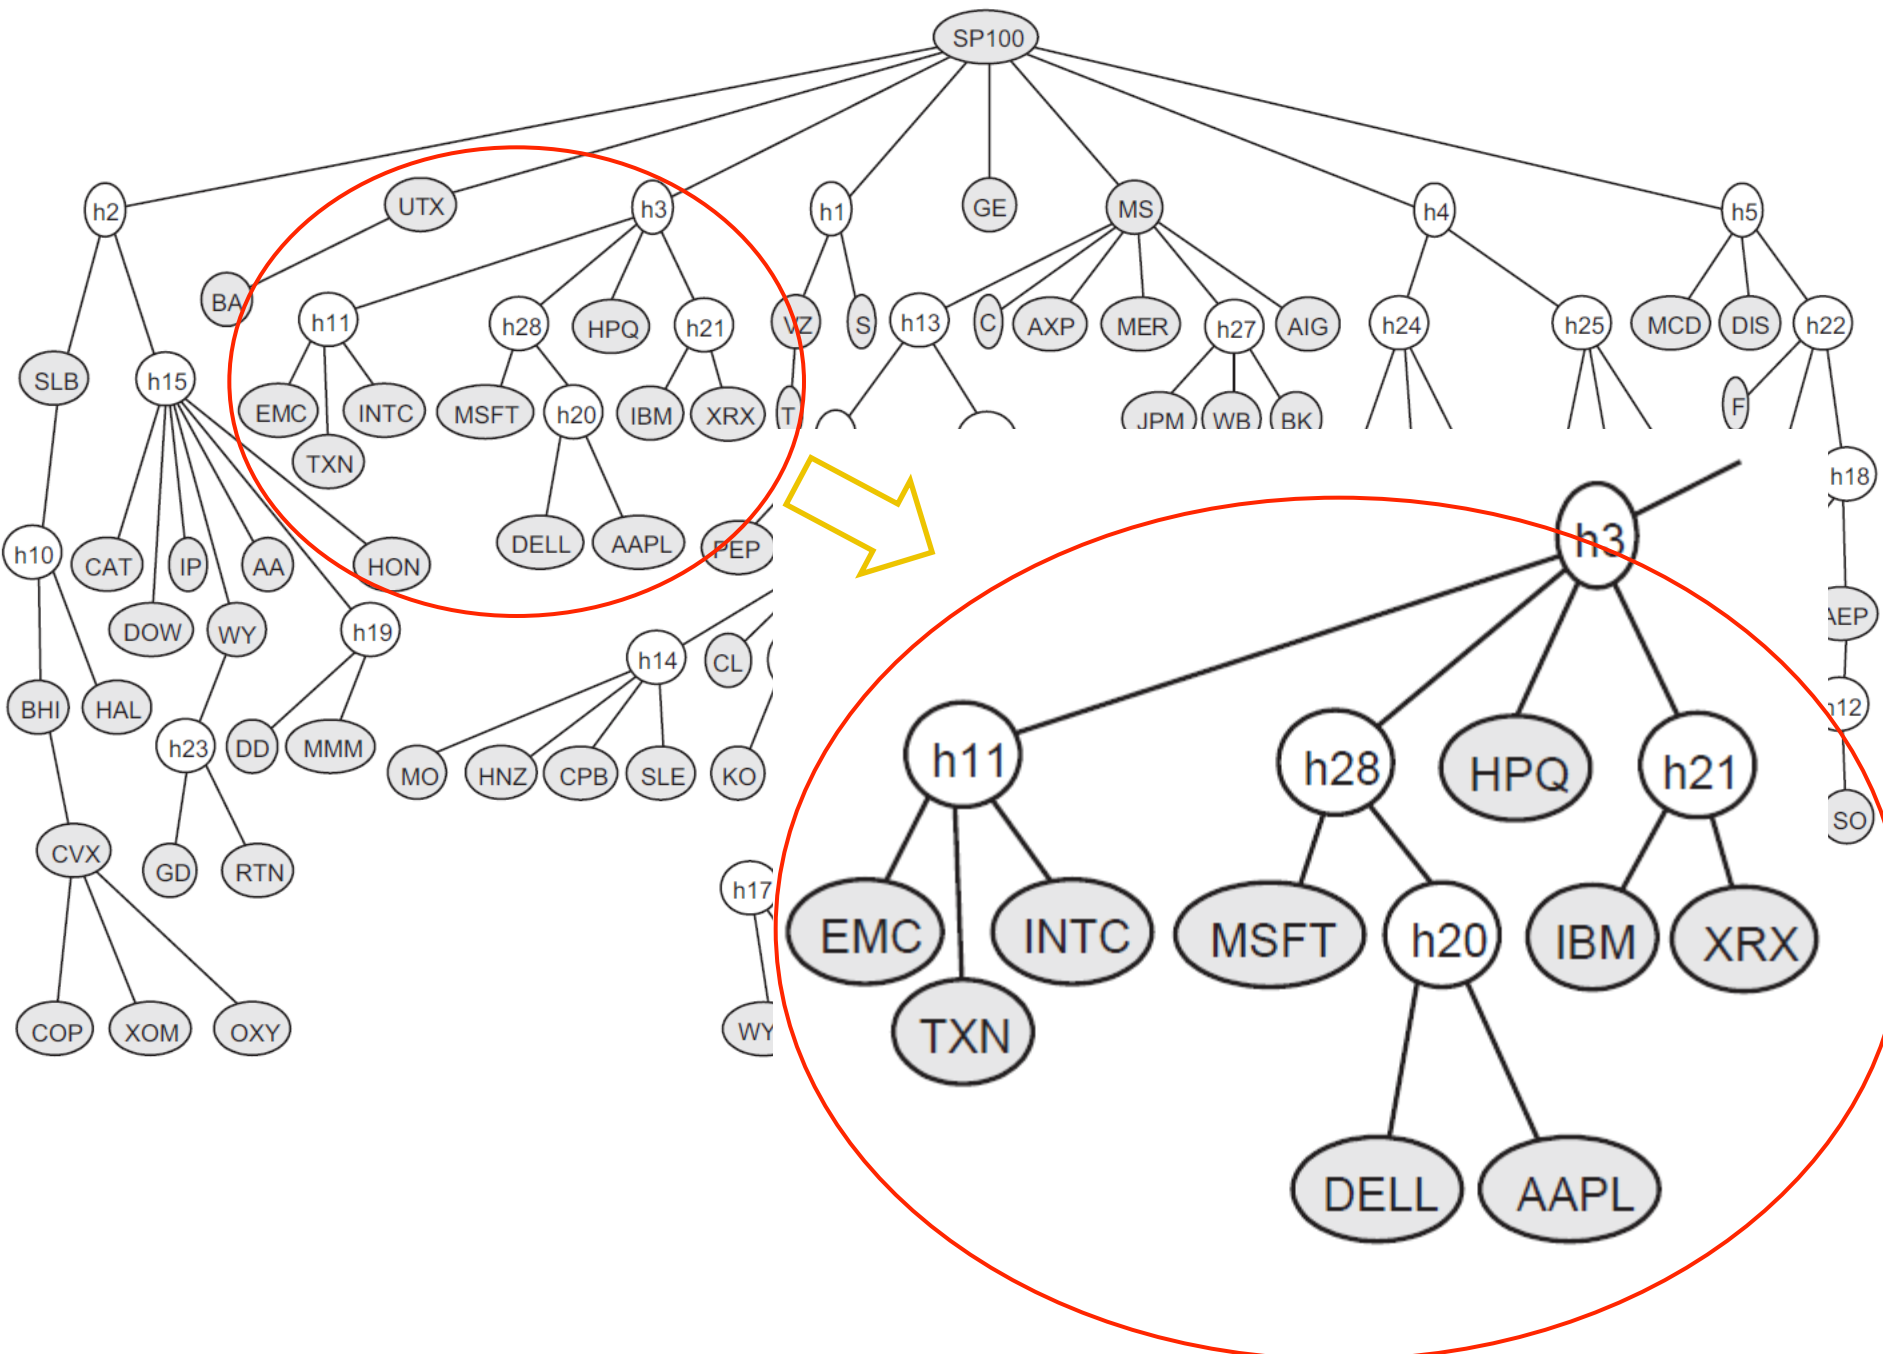 SP100
h2
UTX
h3
h1
GE
MS
h4
h5
BA
h11
h28
HPQ
h21
VZ
S
h13
C
AXP
MER
h27
AIG
h24
h25
MCD
DIS
h22
SLB
h15
EMC
INTC
MSFT
h20
IBM
XRX
T
JPM
WB
BK
F
TXN
h18
h10
CAT
IP
AA
HON
DELL
AAPL
PEP
h3
DOW
WY
h19
h14
CL
AEP
BHI
HAL
h23
DD
MMM
MO
HNZ
CPB
SLE
KO
h11
h28
HPQ
h21
h12
SO
CVX
GD
RTN
h17
EMC
INTC
MSFT
h20
IBM
XRX
COP
XOM
OXY
WY
TXN
DELL
AAPL